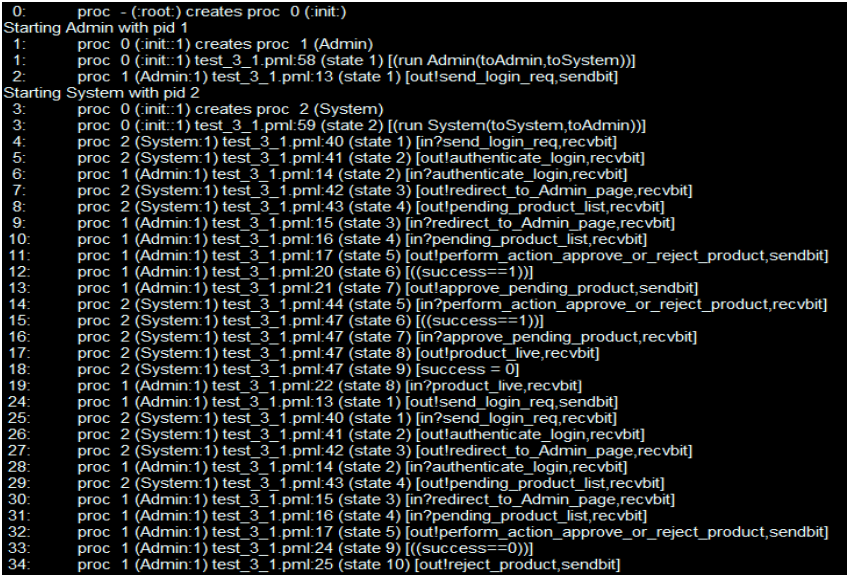 0: proc - (:root:) creates proc 0 (:init:)
Starting Admin with pid 1
1: proc 0 (:init::1) creates proc 1 (Admin)
1: proc 0 (:init::1) test_3_1.pml:58 (state 1) [(run Admin(toAdmin,toSystem))]
2: proc 1 (Admin:1) test_3_1.pml:13 (state 1) [out!send_login_req,sendbit]
Starting System with pid 2
3: proc 0 (:init::1) creates proc 2 (System)
3: proc 0 (:init::1) test_3_1.pml:59 (state 2) [(run System(toSystem,toAdmin))]
4: proc 2 (System:1) test_3_1.pml:40 (state 1) [in?send_login_req,recvbit]
5: proc 2 (System:1) test_3_1.pml:41 (state 2) [out!authenticate_login,recvbit]
6: proc 1 (Admin:1) test_3_1.pml:14 (state 2) [in?authenticate_login,recvbit]
7: proc 2 (System:1) test_3_1.pml:42 (state 3) [out!redirect_to_Admin_page,recvbit]
8: proc 2 (System:1) test_3_1.pml:43 (state 4) [out!pending_product_list,recvbit]
9: proc 1 (Admin:1) test_3_1.pml:15 (state 3) [in?redirect_to_Admin_page,recvbit]
10: proc 1 (Admin:1) test_3_1.pml:16 (state 4) [in?pending_product_list,recvbit]
11: proc 1 (Admin:1) test_3_1.pml:17 (state 5) [out!perform_action_approve_or_reject_product,sendbit]
12: proc 1 (Admin:1) test_3_1.pml:20 (state 6) [((success==1))]
13: proc 1 (Admin:1) test_3_1.pml:21 (state 7) [out!approve_pending_product,sendbit]
14: proc 2 (System:1) test_3_1.pml:44 (state 5) [in?perform_action_approve_or_reject_product,recvbit]
15: proc 2 (System:1) test_3_1.pml:47 (state 6) [((success==1))]
16: proc 2 (System:1) test_3_1.pml:47 (state 7) [in?approve_pending_product,recvbit]
17: proc 2 (System:1) test_3_1.pml:47 (state 8) [out!product_live,recvbit]
18: proc 2 (System:1) test_3_1.pml:47 (state 9) [success = 0]
19: proc 1 (Admin:1) test_3_1.pml:22 (state 8) [in?product_live,recvbit]
24: proc 1 (Admin:1) test_3_1.pml:13 (state 1) [out!send_login_req,sendbit]
25: proc 2 (System:1) test_3_1.pml:40 (state 1) [in?send_login_req,recvbit]
26: proc 2 (System:1) test_3_1.pml:41 (state 2) [out!authenticate_login,recvbit]
27: proc 2 (System:1) test_3_1.pml:42 (state 3) [out!redirect_to_Admin_page,recvbit]
28: proc 1 (Admin:1) test_3_1.pml:14 (state 2) [in?authenticate_login,recvbit]
29: proc 2 (System:1) test_3_1.pml:43 (state 4) [out!pending_product_list,recvbit]
30: proc 1 (Admin:1) test_3_1.pml:15 (state 3) [in?redirect_to_Admin_page,recvbit]
31: proc 1 (Admin:1) test_3_1.pml:16 (state 4) [in?pending_product_list,recvbit]
32: proc 1 (Admin:1) test_3_1.pml:17 (state 5) [out!perform_action_approve_or_reject_product,sendbit]
33: proc 1 (Admin:1) test_3_1.pml:24 (state 9) [((success==0))]
34: proc 1 (Admin:1) test_3_1.pml:25 (state 10) [out!reject_product,sendbit]